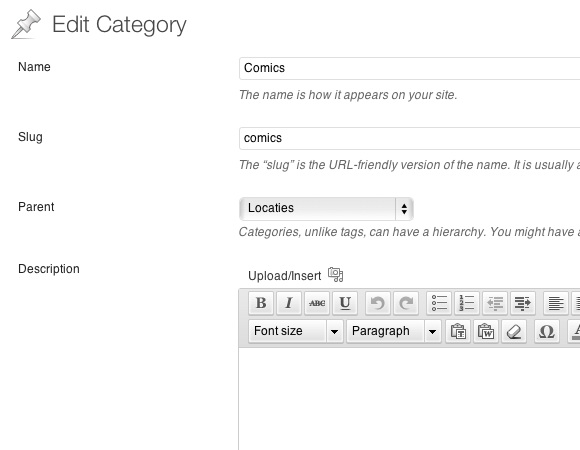 Edit Category
Name
Comics
The name is how it appears on your site.
Slug
comics
The “slug” is the URL-friendly version of the name. It is usually a
Parent
Locaties
Categories, unlike tags, can have a hierarchy. You might have a
Description
Upload/Insert
B I ABC U
Font size Paragraph T W Ω A